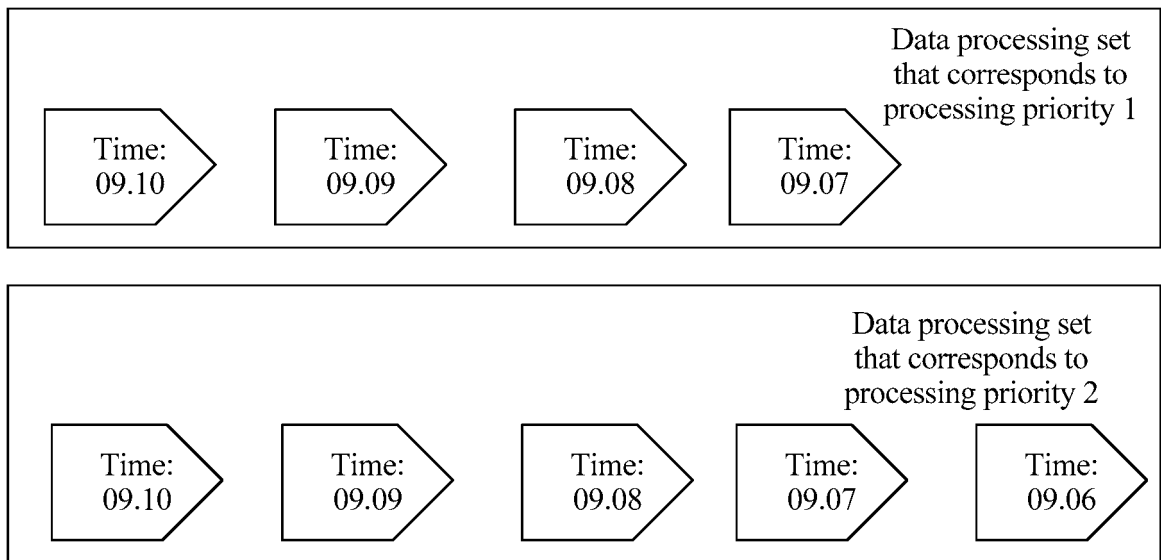 Data processing set
that corresponds to
processing priority 1
Time:
09.10
Time:
09.09
Time:
09.08
Time:
09.07
Data processing set
that corresponds to
processing priority 2
Time:
09.10
Time:
09.09
Time:
09.08
Time:
09.07
Time:
09.06